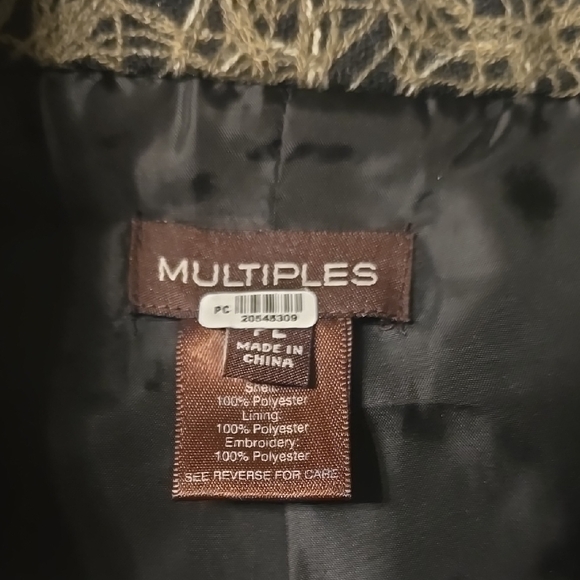 MULTIPLES
PC
20545309
PL
MADE IN
CHINA
Shell:
100% Polyester
Lining:
100% Polyester
Embroidery:
100% Polyester
SEE REVERSE FOR CARE